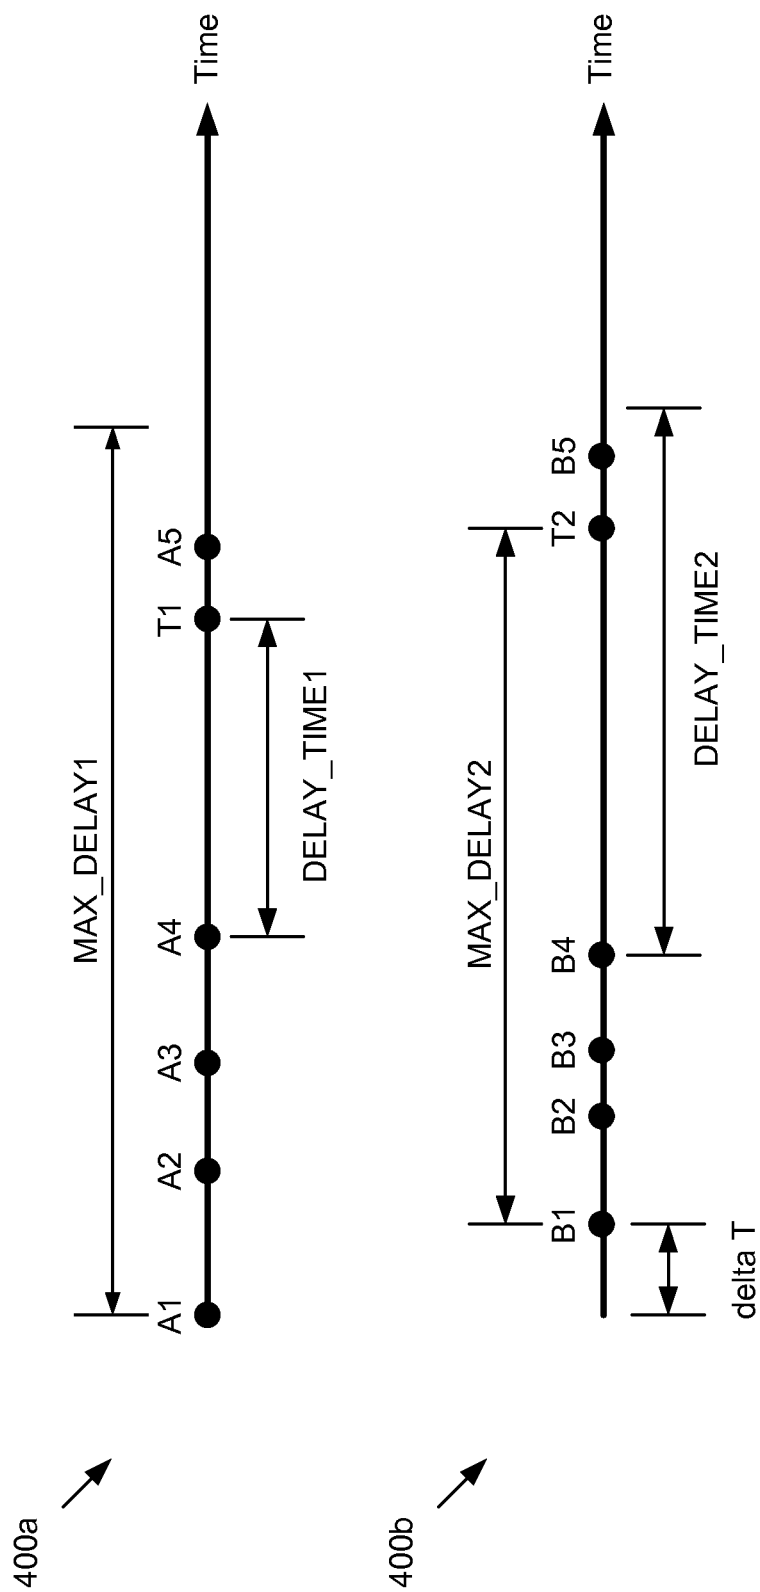 400a
MAX_DELAY1
A1
A2
A3
A4
T1
A5
Time
DELAY_TIME1
400b
MAX_DELAY2
B1
B2
B3
B4
T2
B5
Time
DELAY_TIME2
delta T